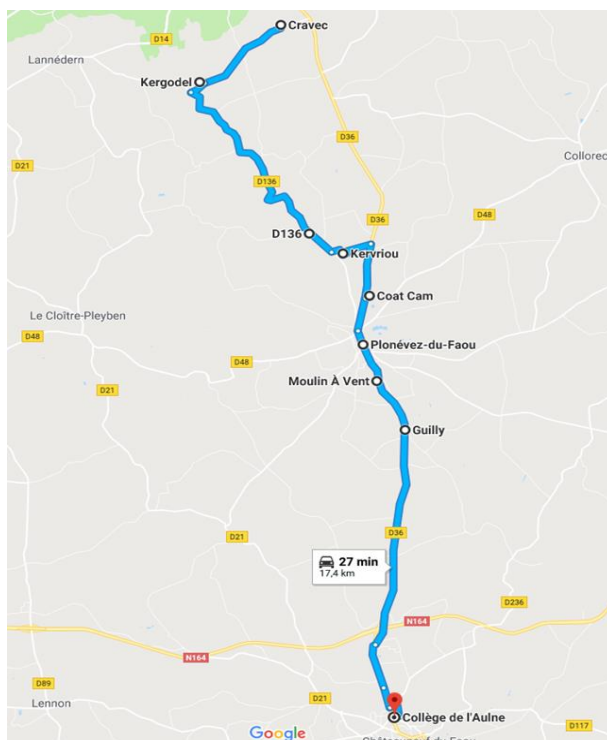 Cravec
D14
Lannédern
Kergodel
D36
Collorec
D21
D136
D48
D36
D136
Kervriou
Coat Cam
Le Cloître-Pleyben
D48
Plonévez-du-Faou
D48
Moulin À Vent
D21
Guilly
D36
D21
27 min
17,4 km
D236
N164
N164
D89
D21
Lennon
Collège de l'Aulne
D117
Google